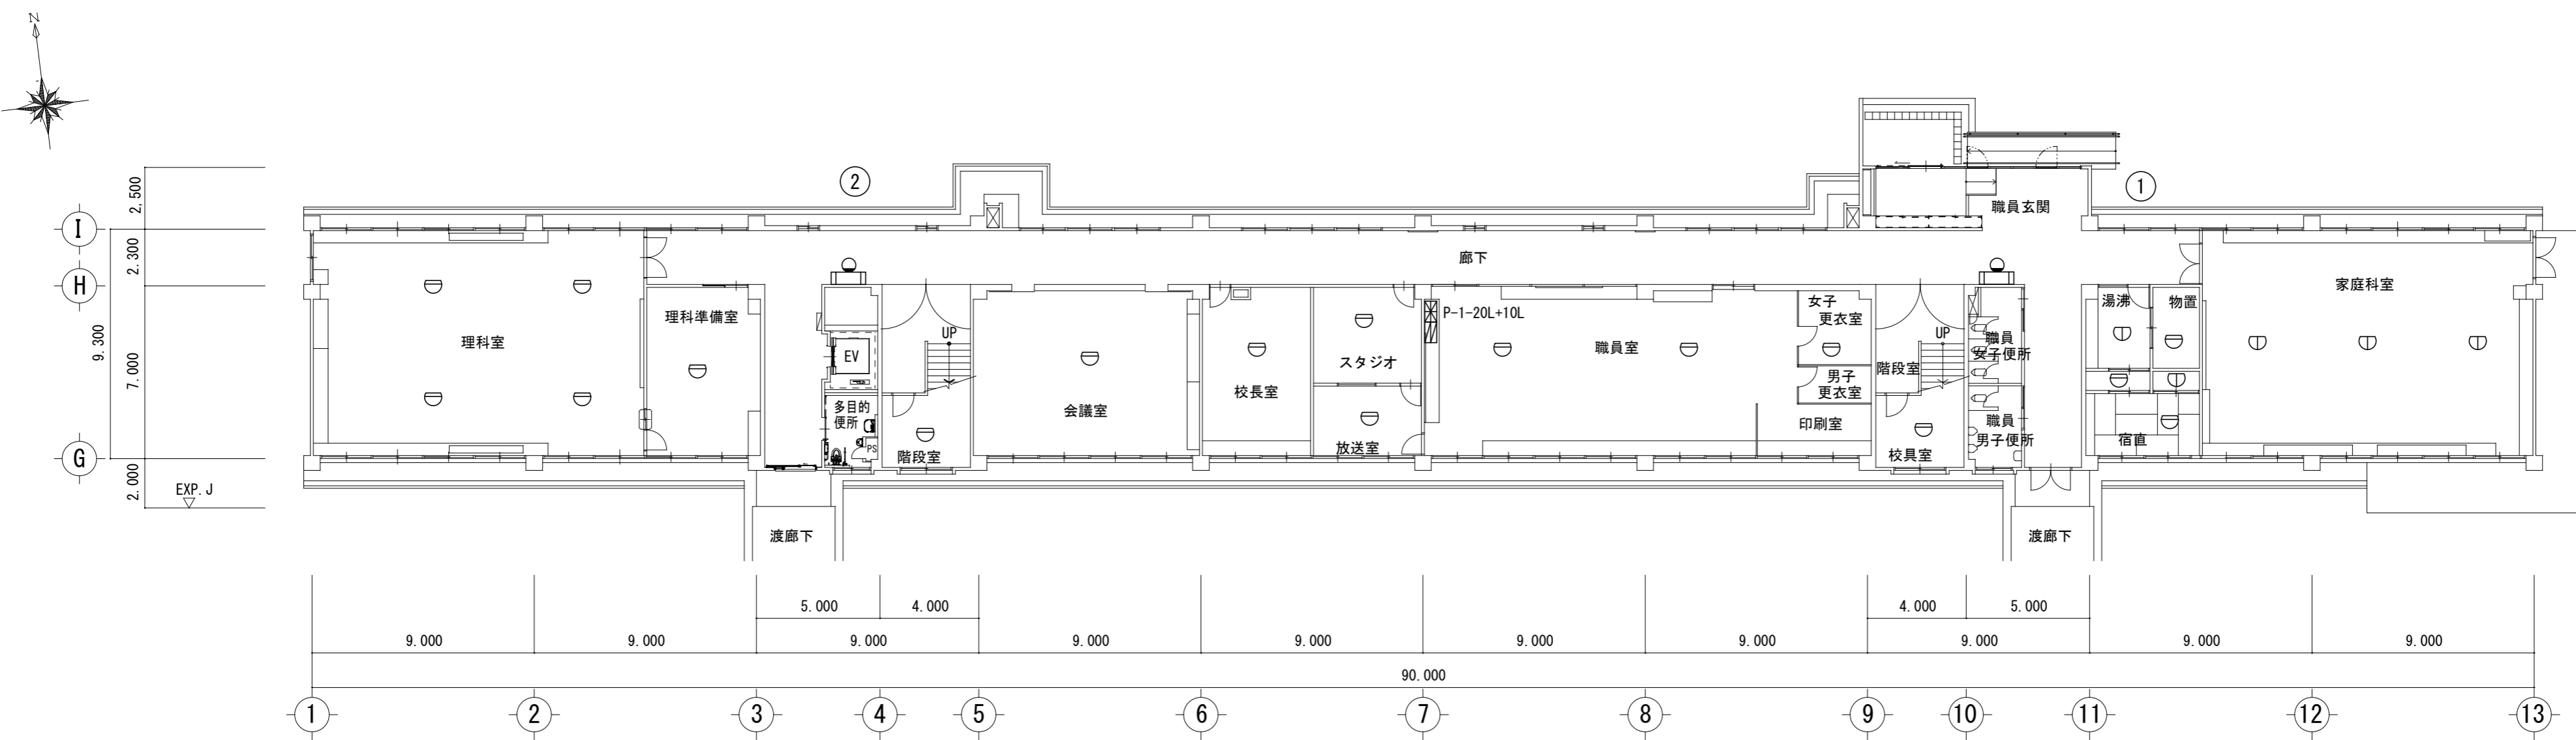 N
2,500
2.300
9.300
7.000
2.000
I
H
G
EXP.J
②
①
職員玄関
廊下
理科室
理科準備室
EV
UP
多目的
便所
PS
階段室
会議室
校長室
スタジオ
放送室
P-1-20L+10L
職員室
女子
更衣室
男子
更衣室
印刷室
階段室
UP
校具室
職員
女子便所
職員
男子便所
湯沸
物置
宿直
家庭科室
渡廊下
渡廊下
5.000
4.000
4.000
5.000
9.000
9.000
9.000
9.000
9.000
9.000
9.000
9.000
9.000
9.000
90.000
1
2
3
4
5
6
7
8
9
10
11
12
13